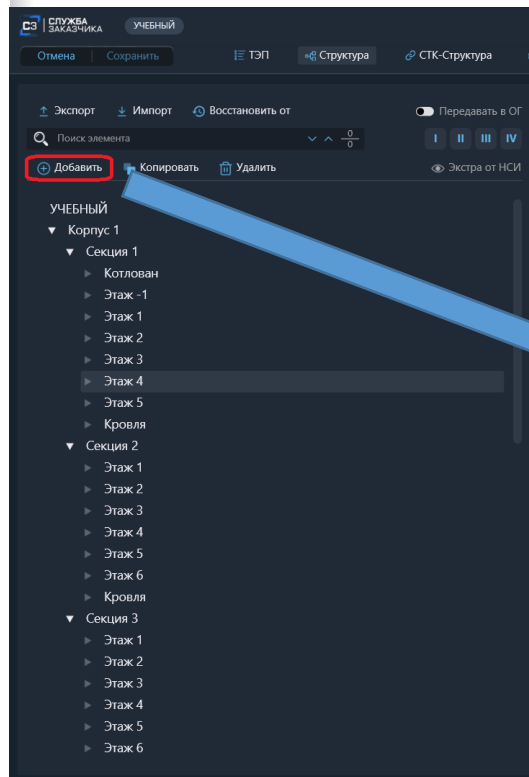 СЗ СЛУЖБА
ЗАКАЗЧИКА УЧЕБНЫЙ
Отмена Сохранить ТЭП Структура СТК-Структура
Экспорт Импорт Восстановить от Передавать в ОГ
Поиск элемента 0
0 I II III IV
Добавить Копировать Удалить Экстра от НСИ
УЧЕБНЫЙ
Корпус 1
Секция 1
Котлован
Этаж -1
Этаж 1
Этаж 2
Этаж 3
Этаж 4
Этаж 5
Кровля
Секция 2
Этаж 1
Этаж 2
Этаж 3
Этаж 4
Этаж 5
Этаж 6
Кровля
Секция 3
Этаж 1
Этаж 2
Этаж 3
Этаж 4
Этаж 5
Этаж 6